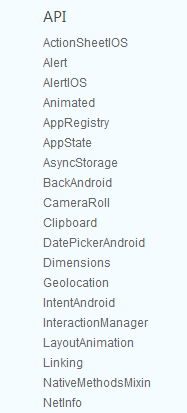 API
ActionSheetIOS
Alert
AlertIOS
Animated
AppRegistry
AppState
AsyncStorage
BackAndroid
CameraRoll
Clipboard
DatePickerAndroid
Dimensions
Geolocation
IntentAndroid
InteractionManager
LayoutAnimation
Linking
NativeMethodsMixin
NetInfo